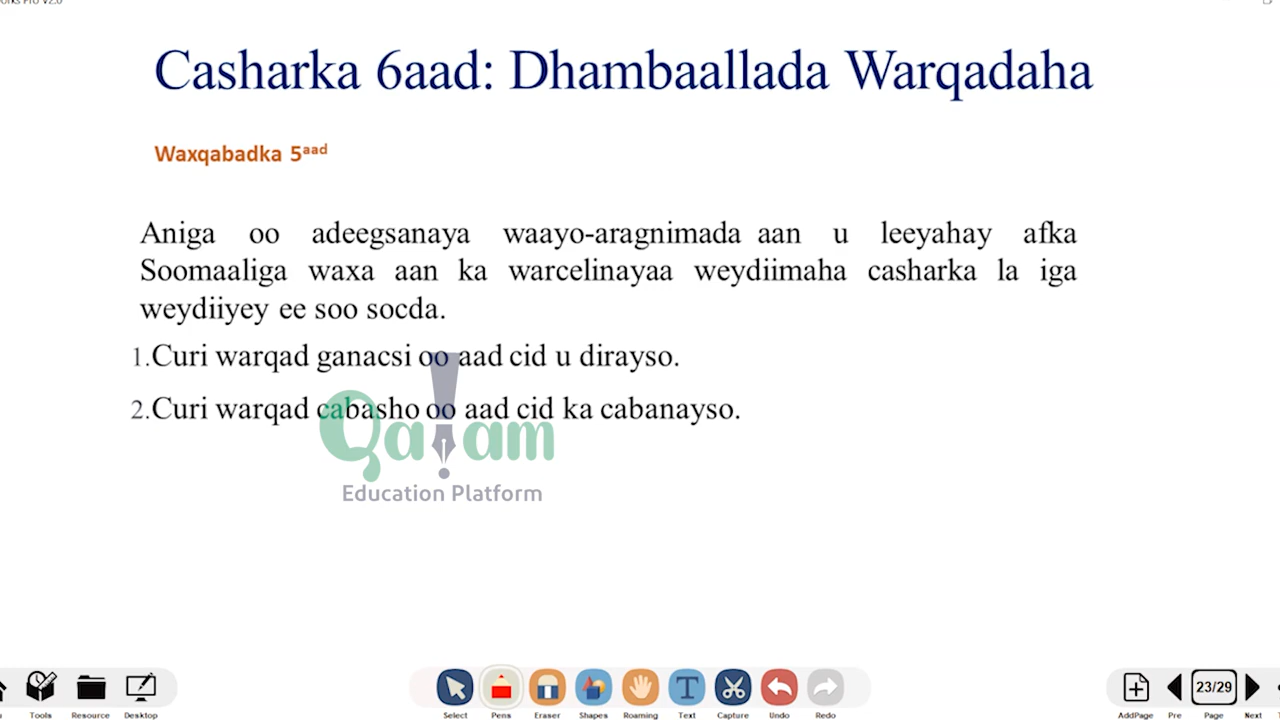 Casharka 6aad: Dhambaallada Warqadaha
Waxqabadka 5aad
Aniga oo adeegsanaya waayo-aragnimada aan u leeyahay afka
Soomaaliga waxa aan ka warcelinayaa weydiimaha casharka la iga
weydiiyey ee soo socda.
1.Curi warqad ganacsi oo aad cid u dirayso.
2.Curi warqad cabasho oo aad cid ka cabanayso.
Qalam
Education Platform
23/29
Tools Resource Desktop Select Pens Eraser Shapes Roaming Text Capture Undo Redo AddPage Pre Page Next